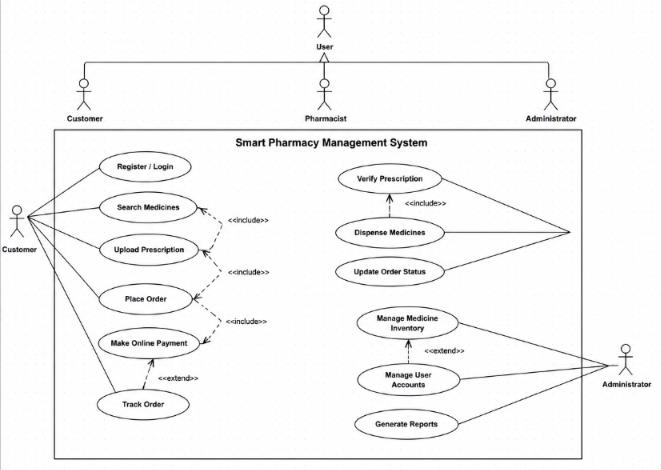 User
Customer
Pharmacist
Administrator
Smart Pharmacy Management System
Register / Login
Search Medicines
<<include>>
Upload Prescription
<<include>>
Place Order
<<include>>
Make Online Payment
<<extend>>
Track Order
Customer
Verify Prescription
<<include>>
Dispense Medicines
Update Order Status
Manage Medicine
Inventory
<<extend>>
Manage User
Accounts
Generate Reports
Administrator